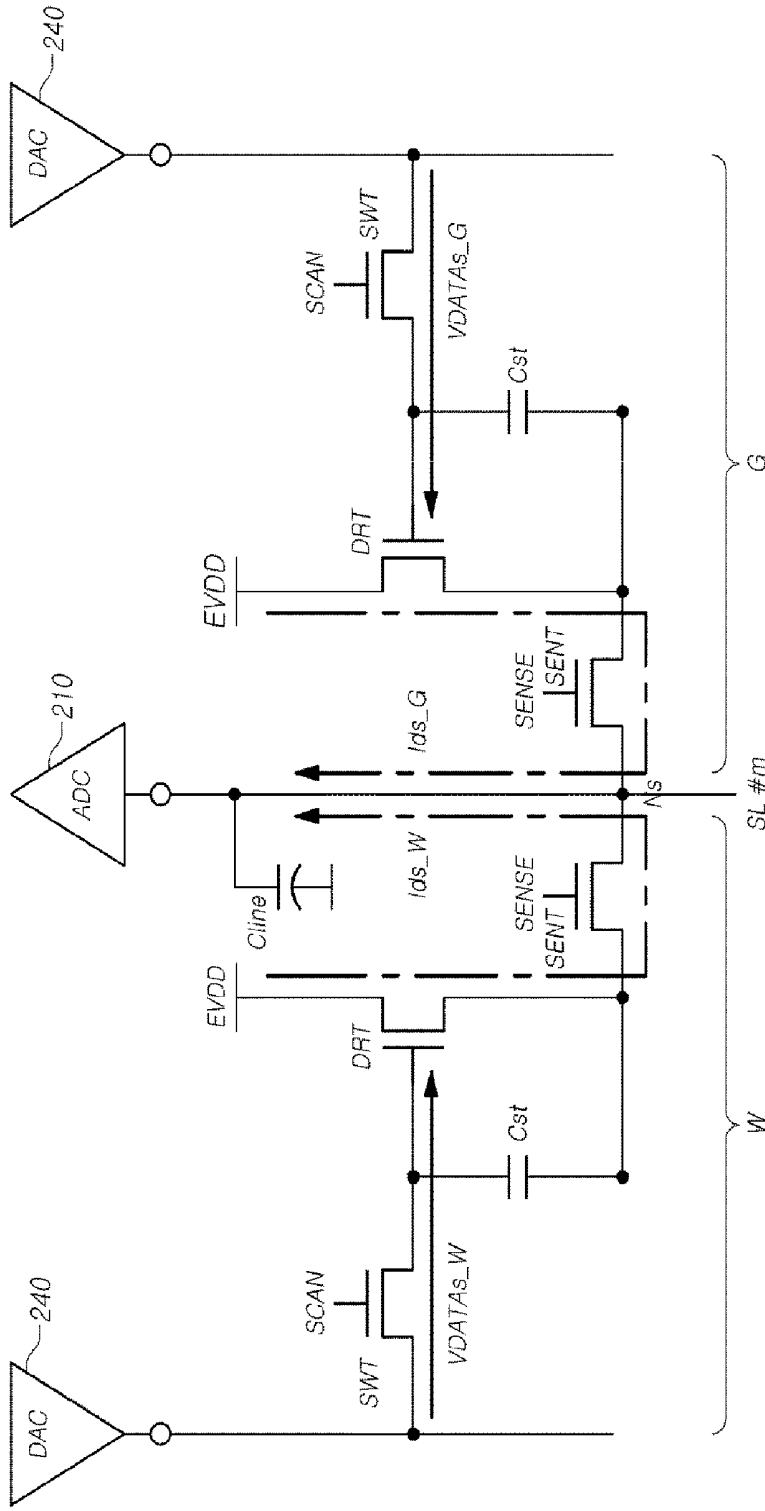 DAC
240
ADC
210
DAC
240
EVDD
EVDD
Cline
SCAN
SWT
SCAN
SWT
DRT
DRT
Ids_W
Ids_G
VDATAs_W
VDATAs_G
Cst
Cst
SENSE
SENT
SENSE
SENT
Ns
SL #m
W
G